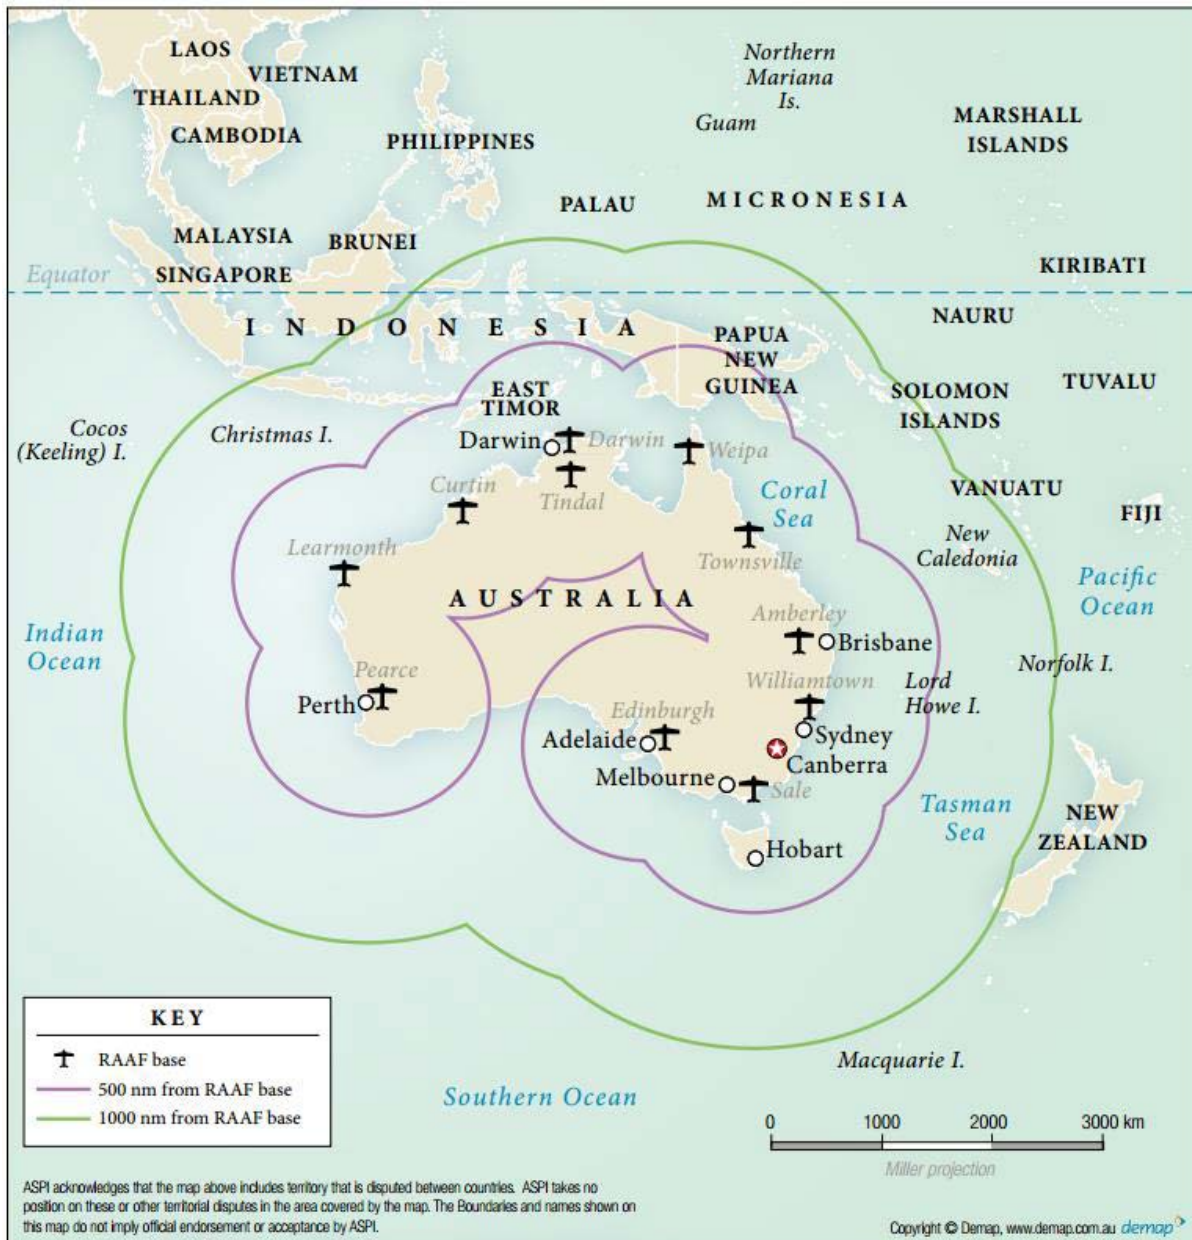 LAOS
VIETNAM
THAILAND
CAMBODIA
PHILIPPINES
Northern
Mariana
Is.
Guam
MARSHALL
ISLANDS
PALAU
MICRONESIA
MALAYSIA
BRUNEI
SINGAPORE
Equator
KIRIBATI
INDONESIA
NAURU
PAPUA
NEW
GUINEA
SOLOMON
ISLANDS
TUVALU
EAST
TIMOR
Cocos
(Keeling) I.
Christmas I.
Darwin
Darwin
Weipa
Curtin
Tindal
Coral
Sea
VANUATU
FIJI
Learmonth
Townsville
New
Caledonia
Pacific
Ocean
AUSTRALIA
Amberley
Brisbane
Indian
Ocean
Norfolk I.
Pearce
Perth
Williamtown
Lord
Howe I.
Edinburgh
Adelaide
Sydney
Canberra
Melbourne
Sale
Tasman
Sea
NEW
ZEALAND
Hobart
KEY
RAAF base
500 nm from RAAF base
1000 nm from RAAF base
Macquarie I.
Southern Ocean
0 1000 2000 3000 km
Miller projection
ASPI acknowledges that the map above includes territory that is disputed between countries. ASPI takes no
position on these or other territorial disputes in the area covered by the map. The Boundaries and names shown on
this map do not imply official endorsement or acceptance by ASPI.
Copyright © Demap, www.demap.com.au demap